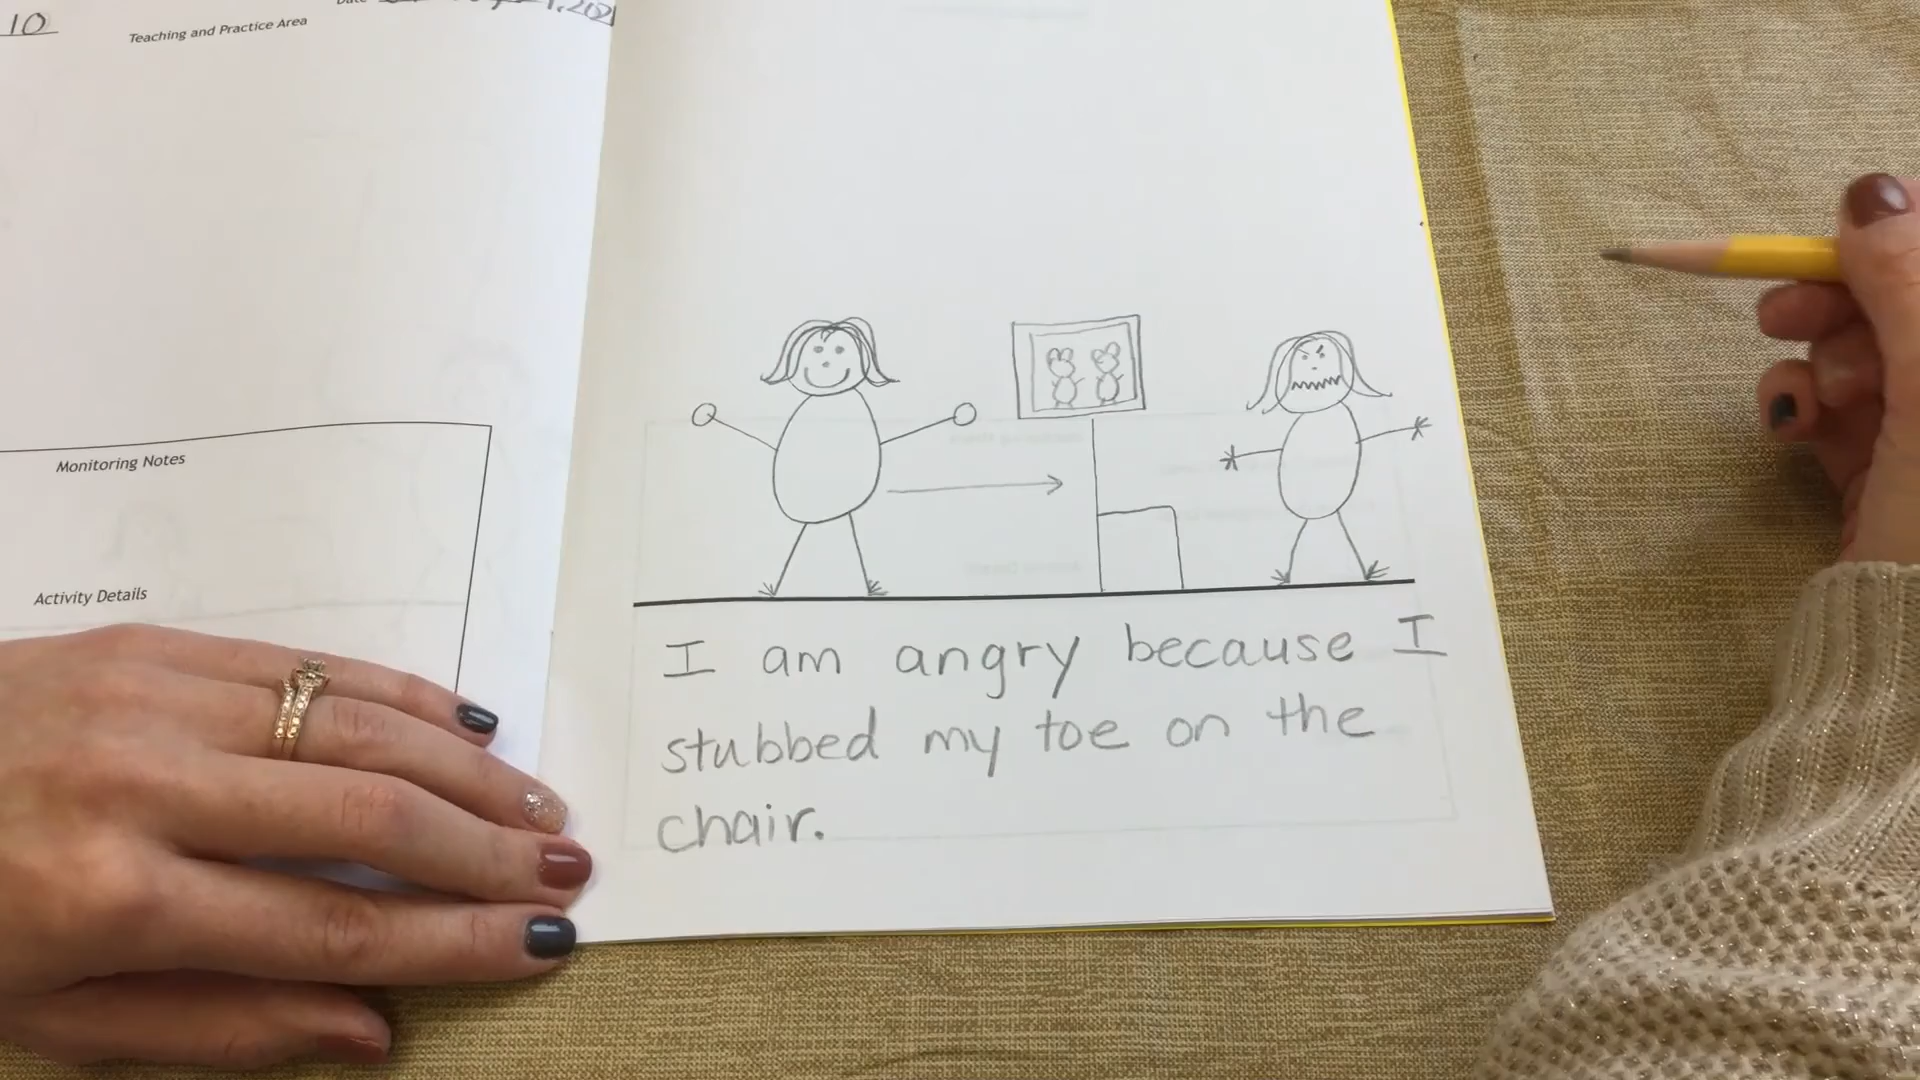 10
Teaching and Practice Area
Monitoring Notes
Activity Details
I am angry because I
stubbed my toe on the
chair.